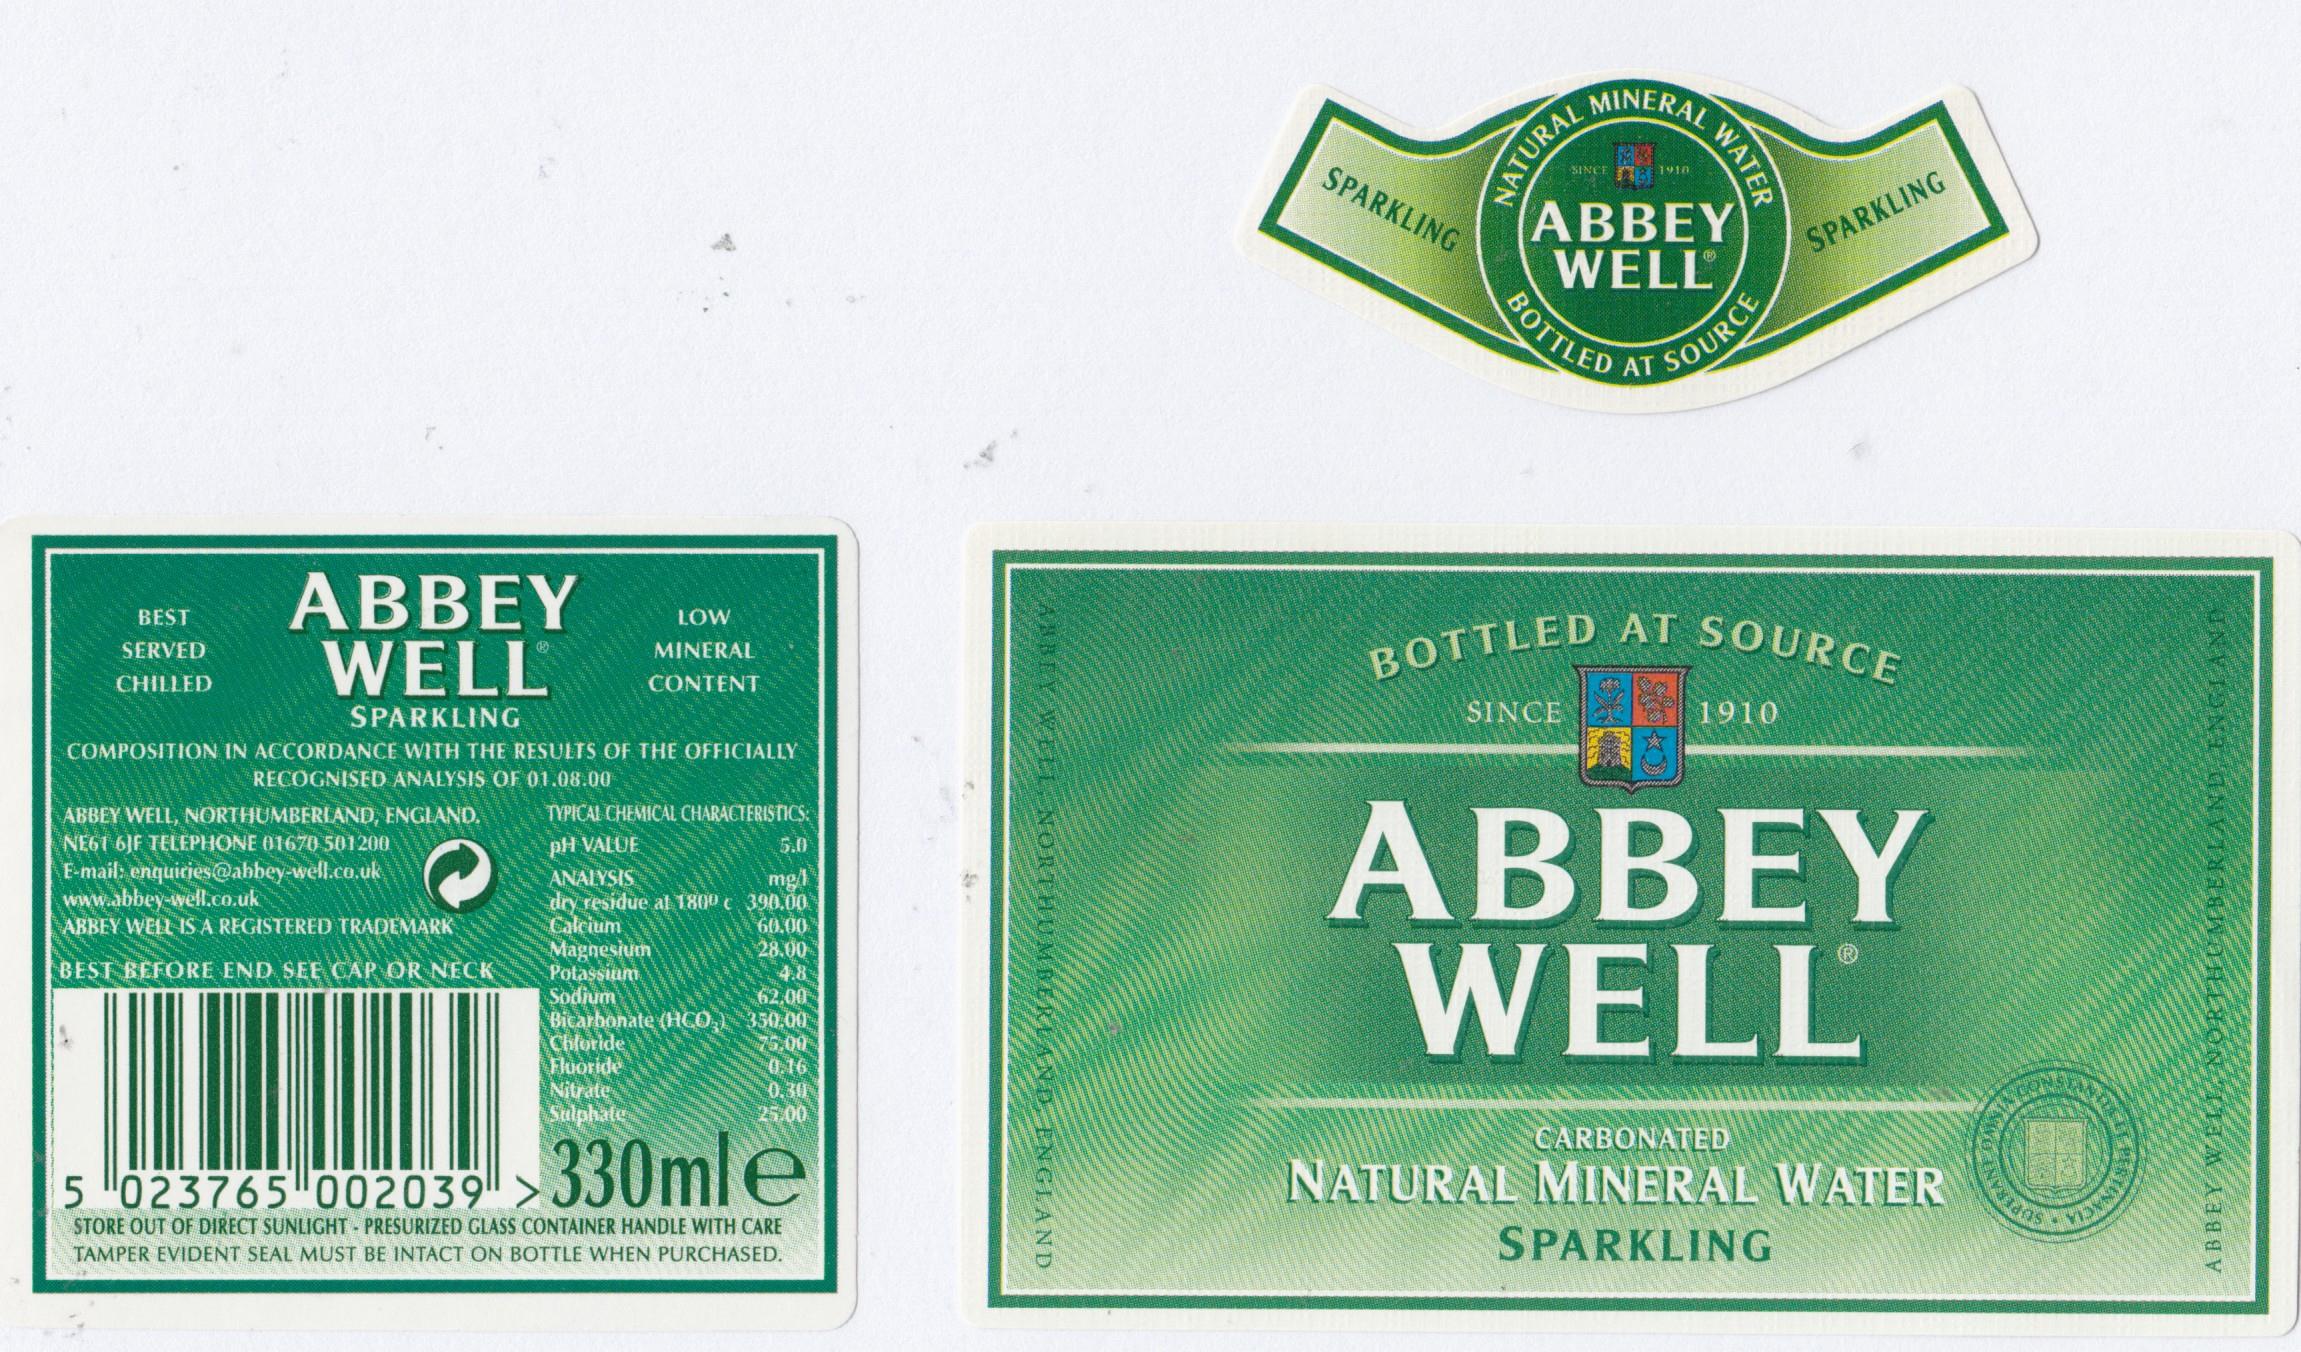 NATURAL MINERAL WATER
SINCE 1910
SPARKLING
ABBEY
WELL®
SPARKLING
BOTTLED AT SOURCE
BEST
SERVED
CHILLED
ABBEY
WELL®
SPARKLING
LOW
MINERAL
CONTENT
COMPOSITION IN ACCORDANCE WITH THE RESULTS OF THE OFFICIALLY
RECOGNISED ANALYSIS OF 01.08.00
ABBEY WELL, NORTHUMBERLAND, ENGLAND.
NE61 6JF TELEPHONE 01670 501200
E-mail: enquiries@abbey-well.co.uk
www.abbey-well.co.uk
ABBEY WELL IS A REGISTERED TRADEMARK
BEST BEFORE END SEE CAP OR NECK
TYPICAL CHEMICAL CHARACTERISTICS:
pH VALUE 5.0
ANALYSIS mg/l
dry residue at 180º c 390.00
Calcium 60.00
Magnesium 28.00
Potassium 4.8
Sodium 62.00
Bicarbonate (HCO₃) 350.00
Chloride 75.00
Fluoride 0.16
Nitrate 0.30
Sulphate 25.00
5 023765 002039 >
330ml e
STORE OUT OF DIRECT SUNLIGHT - PRESURIZED GLASS CONTAINER HANDLE WITH CARE
TAMPER EVIDENT SEAL MUST BE INTACT ON BOTTLE WHEN PURCHASED.
ABBEY WELL, NORTHUMBERLAND, ENGLAND
BOTTLED AT SOURCE
SINCE 1910
ABBEY
WELL®
CARBONATED
NATURAL MINERAL WATER
SPARKLING
ABBEY WELL, NORTHUMBERLAND, ENGLAND